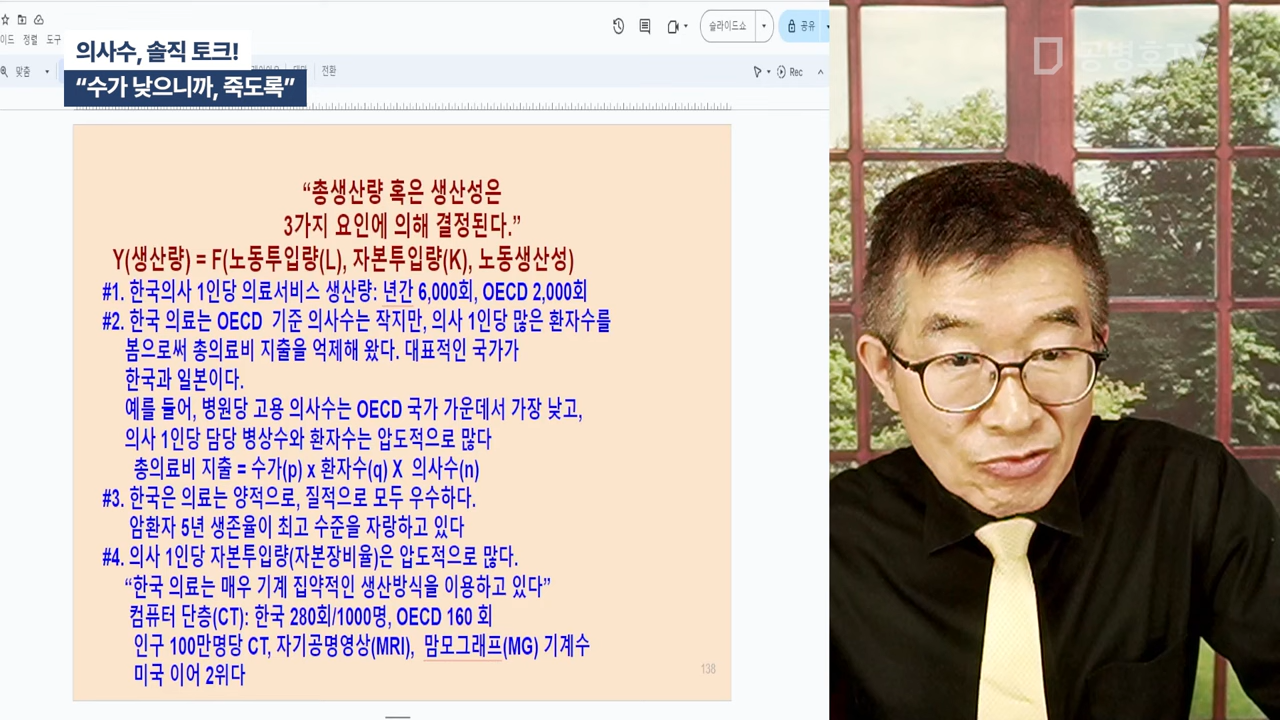 이드 정렬 도구
의사수, 솔직 토크!
“수가 낮으니까, 죽도록”
맞춤
전환
슬라이드쇼
공유
Rec
공병호TV
“총생산량 혹은 생산성은
3가지 요인에 의해 결정된다.”
Y(생산량) = F(노동투입량(L), 자본투입량(K), 노동생산성)
#1. 한국의사 1인당 의료서비스 생산량: 년간 6,000회, OECD 2,000회
#2. 한국 의료는 OECD 기준 의사수는 작지만, 의사 1인당 많은 환자수를
봄으로써 총의료비 지출을 억제해 왔다. 대표적인 국가가
한국과 일본이다.
예를 들어, 병원당 고용 의사수는 OECD 국가 가운데서 가장 낮고,
의사 1인당 담당 병상수와 환자수는 압도적으로 많다
총의료비 지출 = 수가(p) x 환자수(q) X 의사수(n)
#3. 한국은 의료는 양적으로, 질적으로 모두 우수하다.
암환자 5년 생존율이 최고 수준을 자랑하고 있다
#4. 의사 1인당 자본투입량(자본장비율)은 압도적으로 많다.
“한국 의료는 매우 기계 집약적인 생산방식을 이용하고 있다”
컴퓨터 단층(CT): 한국 280회/1000명, OECD 160 회
인구 100만명당 CT, 자기공명영상(MRI), 맘모그래프(MG) 기계수
미국 이어 2위다
138